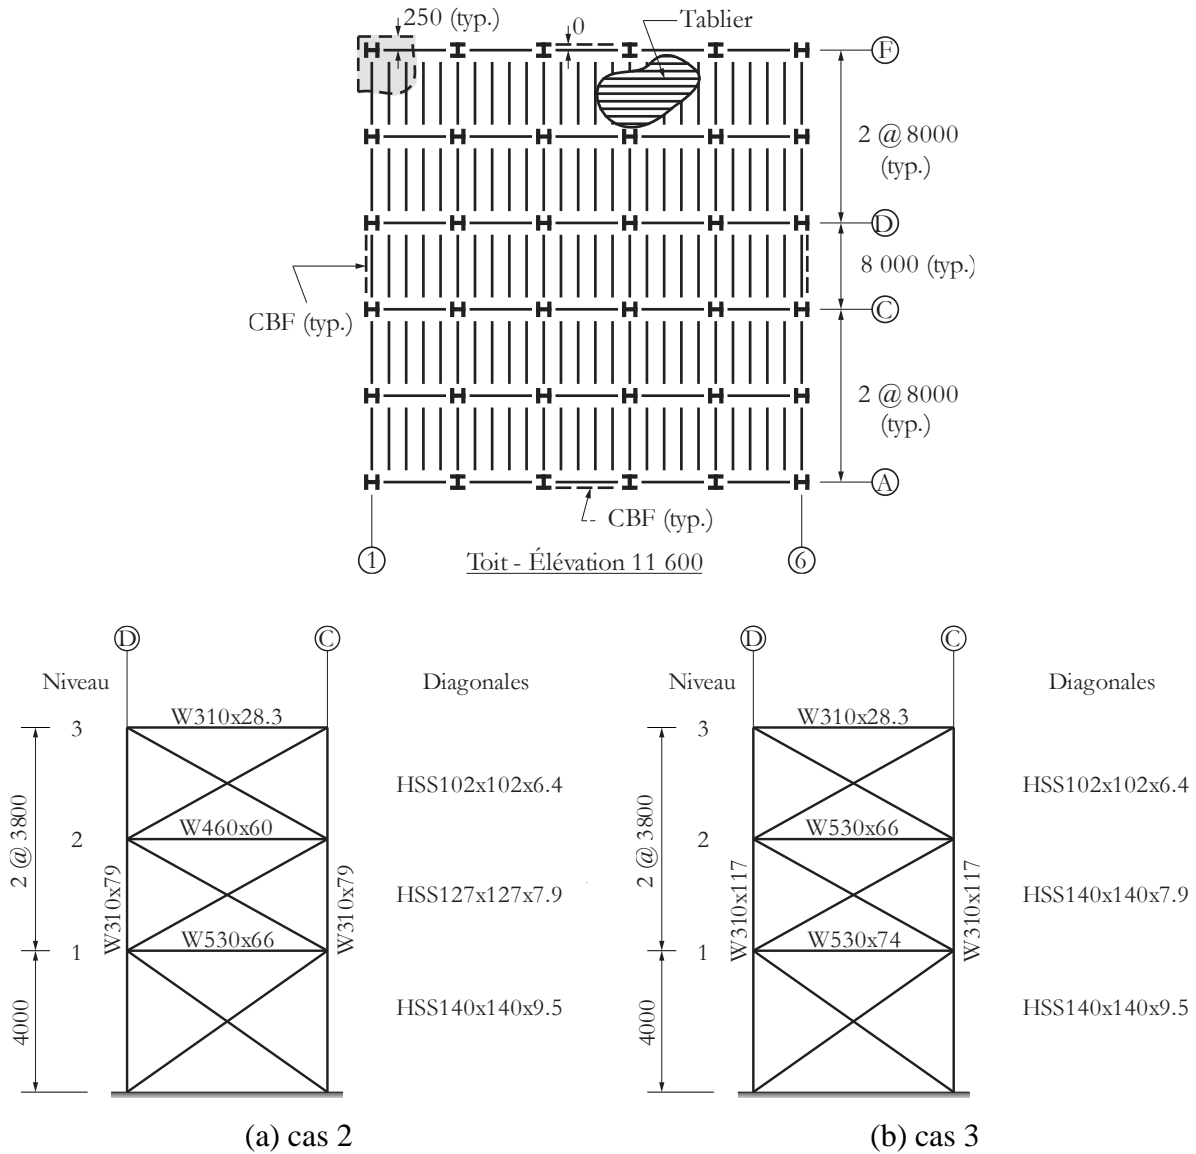 250 (typ.)
0
Tablier
F
2 @ 8000
(typ.)
D
8 000 (typ.)
CBF (typ.)
C
2 @ 8000
(typ.)
A
CBF (typ.)
1
Toit - Élévation 11 600
6
D
C
Niveau
Diagonales
W310x28.3
3
HSS102x102x6.4
2 @ 3800
W460x60
2
W310x79
W310x79
HSS127x127x7.9
W530x66
1
4000
HSS140x140x9.5
(a) cas 2
D
C
Niveau
Diagonales
W310x28.3
3
HSS102x102x6.4
2 @ 3800
W530x66
2
W310x117
W310x117
HSS140x140x7.9
W530x74
1
4000
HSS140x140x9.5
(b) cas 3